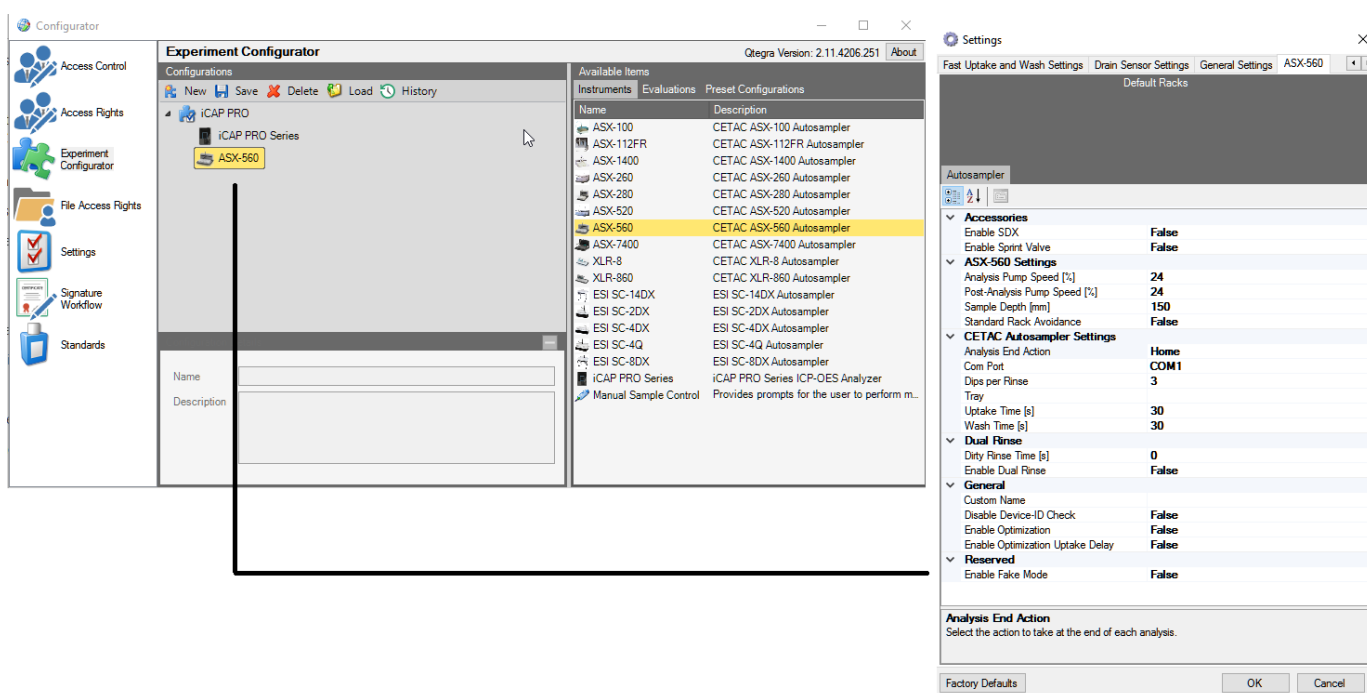 Configurator
Access Control
Access Rights
Experiment
Configurator
File Access Rights
Settings
Signature
Workflow
Standards
Experiment Configurator
Qtegra Version: 2.11.4206.251 About
Configurations
New Save Delete Load History
iCAP PRO
iCAP PRO Series
ASX-560
Name
Description
Available Items
Instruments Evaluations Preset Configurations
Name Description
ASX-100 CETAC ASX-100 Autosampler
ASX-112FR CETAC ASX-112FR Autosampler
ASX-1400 CETAC ASX-1400 Autosampler
ASX-260 CETAC ASX-260 Autosampler
ASX-280 CETAC ASX-280 Autosampler
ASX-520 CETAC ASX-520 Autosampler
ASX-560 CETAC ASX-560 Autosampler
ASX-7400 CETAC ASX-7400 Autosampler
XLR-8 CETAC XLR-8 Autosampler
XLR-860 CETAC XLR-860 Autosampler
ESI SC-14DX ESI SC-14DX Autosampler
ESI SC-2DX ESI SC-2DX Autosampler
ESI SC-4DX ESI SC-4DX Autosampler
ESI SC-4Q ESI SC-4Q Autosampler
ESI SC-8DX ESI SC-8DX Autosampler
iCAP PRO Series iCAP PRO Series ICP-OES Analyzer
Manual Sample Control Provides prompts for the user to perform m...
Settings
Fast Uptake and Wash Settings Drain Sensor Settings General Settings ASX-560
Default Racks
Autosampler
Accessories
Enable SDX False
Enable Sprint Valve False
ASX-560 Settings
Analysis Pump Speed [%] 24
Post-Analysis Pump Speed [%] 24
Sample Depth [mm] 150
Standard Rack Avoidance False
CETAC Autosampler Settings
Analysis End Action Home
Com Port COM1
Dips per Rinse 3
Tray
Uptake Time [s] 30
Wash Time [s] 30
Dual Rinse
Dirty Rinse Time [s] 0
Enable Dual Rinse False
General
Custom Name
Disable Device-ID Check False
Enable Optimization False
Enable Optimization Uptake Delay False
Reserved
Enable Fake Mode False
Analysis End Action
Select the action to take at the end of each analysis.
Factory Defaults OK Cancel